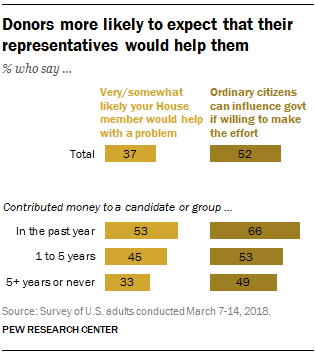 Donors more likely to expect that their
representatives would help them
% who say ...
Very/somewhat
likely your House
member would help
with a problem
Ordinary citizens
can influence govt
if willing to make
the effort
Total 37 52
Contributed money to a candidate or group ...
In the past year 53 66
1 to 5 years 45 53
5+ years or never 33 49
Source: Survey of U.S. adults conducted March 7-14, 2018.
PEW RESEARCH CENTER